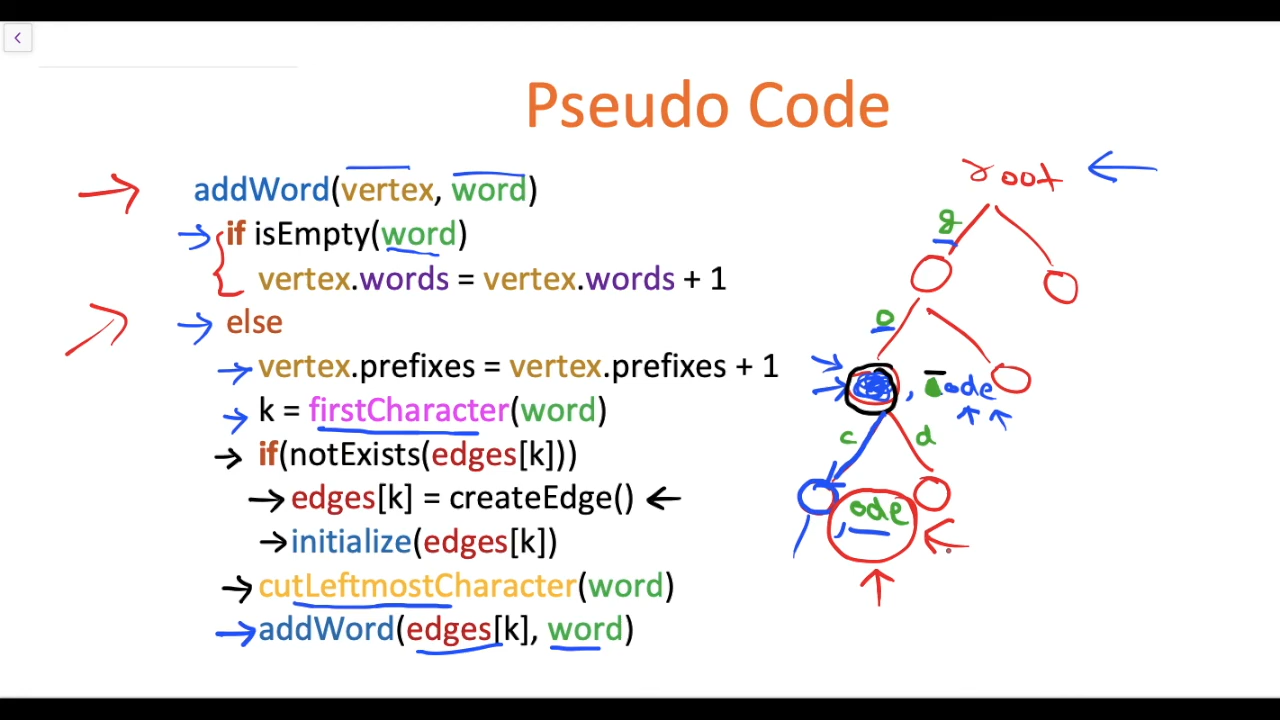 Pseudo Code
addWord(vertex, word)
if isEmpty(word)
vertex.words = vertex.words + 1
else
vertex.prefixes = vertex.prefixes + 1
k = firstCharacter(word)
if(notExists(edges[k]))
edges[k] = createEdge()
initialize(edges[k])
cutLeftmostCharacter(word)
addWord(edges[k], word)
root
g
o
, code
c d
, ode